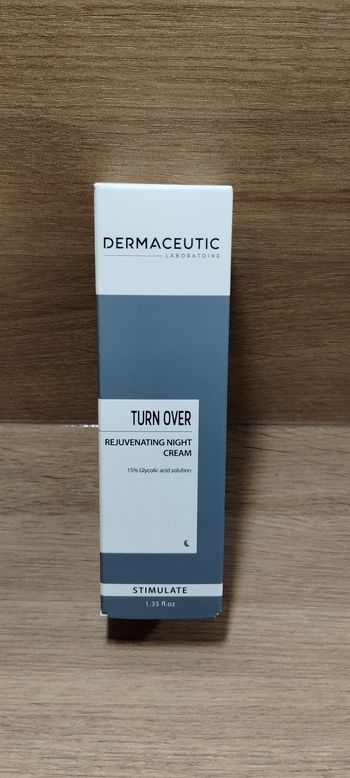 DERMACEUTIC
LABORATOIRE
TURN OVER
REJUVENATING NIGHT
CREAM
15% Glycolic acid solution
STIMULATE
1.35 fl.oz